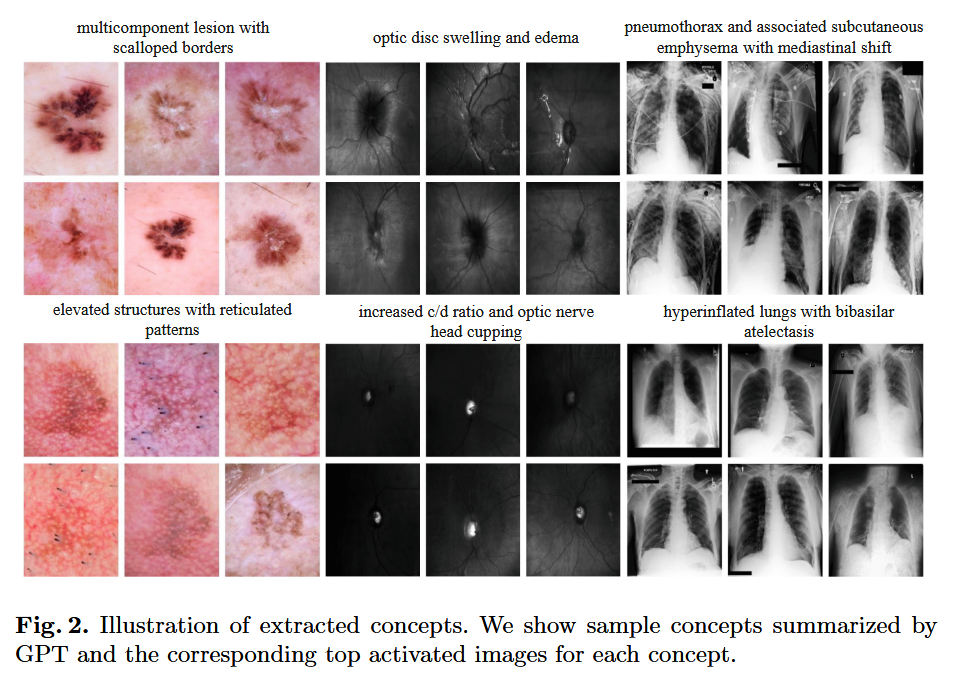 multicomponent lesion with
scalloped borders
optic disc swelling and edema
pneumothorax and associated subcutaneous
emphysema with mediastinal shift
elevated structures with reticulated
patterns
increased c/d ratio and optic nerve
head cupping
hyperinflated lungs with bibasilar
atelectasis
Fig. 2. Illustration of extracted concepts. We show sample concepts summarized by
GPT and the corresponding top activated images for each concept.